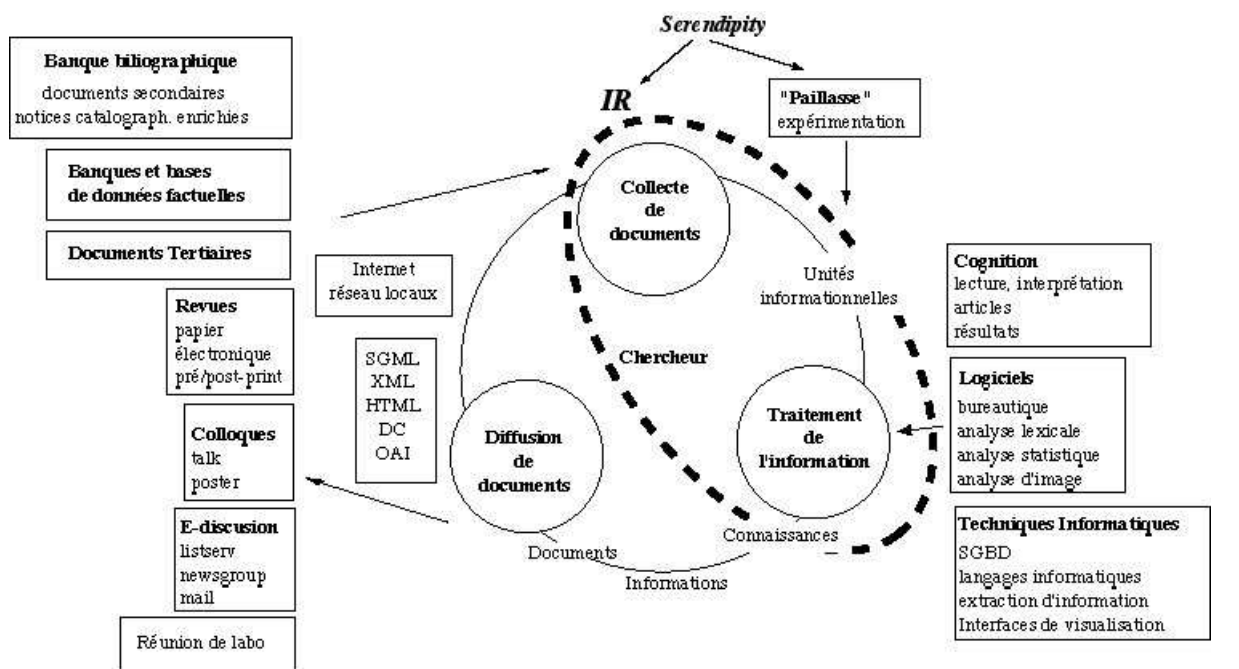 Serendipity
IR
"Paillasse"
expérimentation
Banque biliographique
documents secondaires
notices catalograph. enrichies
Banques et bases
de données factuelles
Documents Tertiaires
Revues
papier
électronique
pré/post-print
Colloques
talk
poster
E-discusion
listserv
newsgroup
mail
Réunion de labo
Internet
réseau locaux
SGML
XML
HTML
DC
OAI
Collecte
de
documents
Unités
informationnelles
Chercheur
Diffusion
de
documents
Traitement
de
l'information
Connaissances
Documents
Informations
Cognition
lecture, interprétation
articles
résultats
Logiciels
bureautique
analyse lexicale
analyse statistique
analyse d'image
Techniques Informatiques
SGBD
langages informatiques
extraction d'information
Interfaces de visualisation